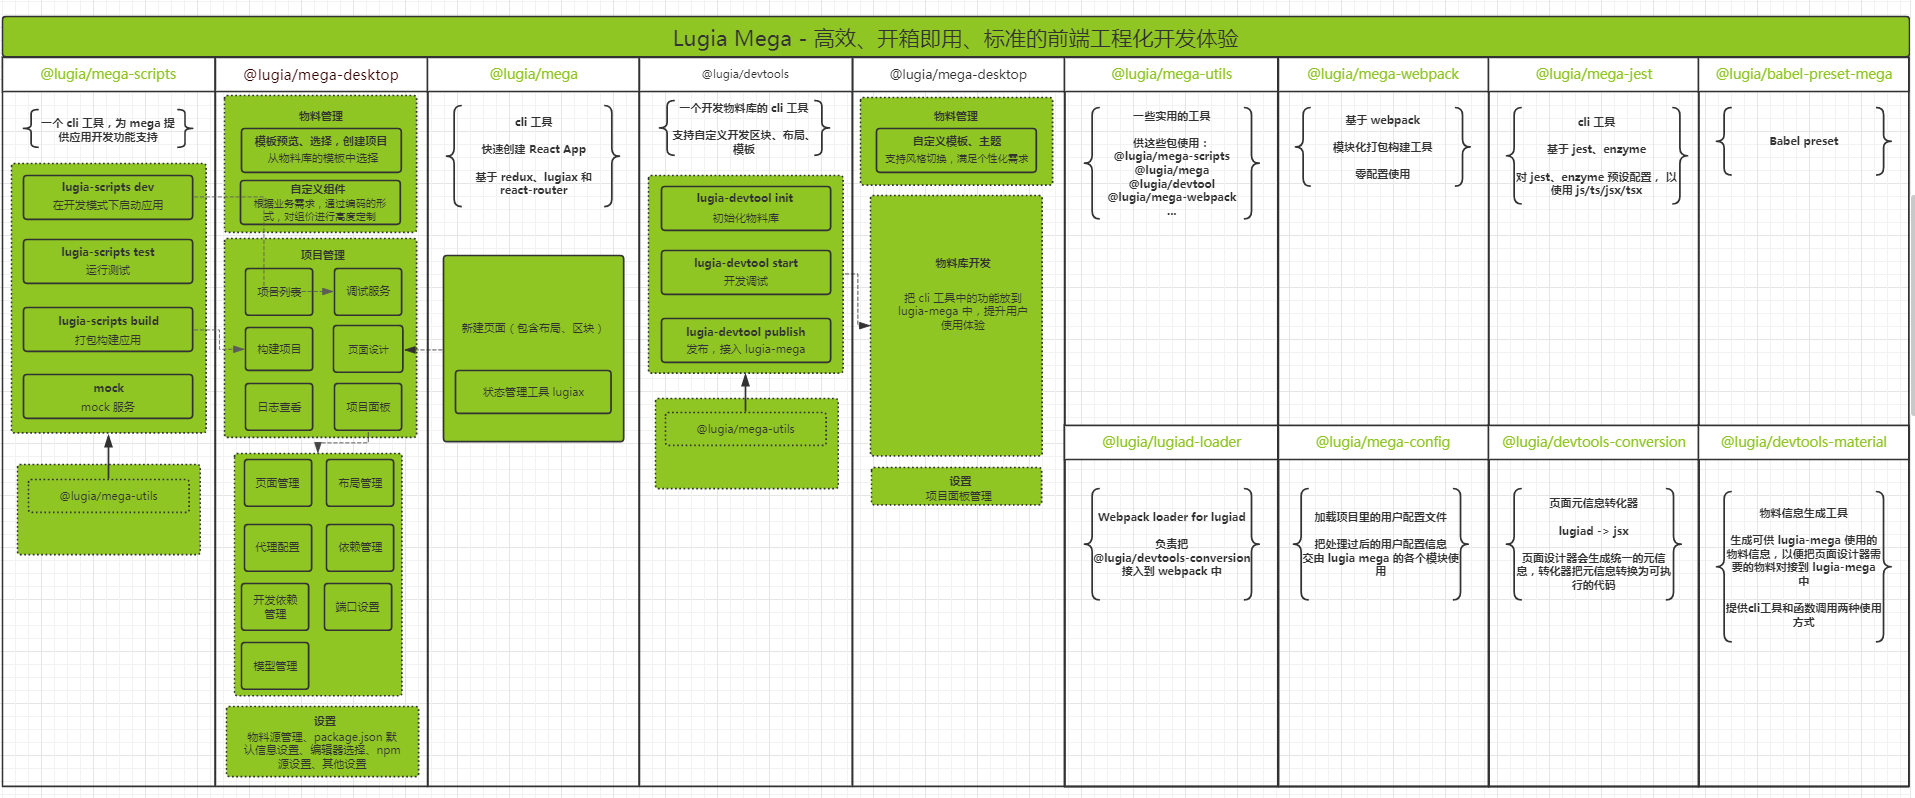 Lugia Mega - 高效、开箱即用、标准的前端工程化开发体验
@lugia/mega-scripts
一个 cli 工具，为 mega 提
供应用开发功能支持
lugia-scripts dev
在开发模式下启动应用
lugia-scripts test
运行测试
lugia-scripts build
打包构建应用
mock
mock 服务
@lugia/mega-utils
@lugia/mega-desktop
物料管理
模板预览、选择，创建项目
从物料库的模板中选择
自定义组件
根据业务需求，通过编码的形
式，对组价进行高度定制
项目管理
项目列表
调试服务
构建项目
页面设计
日志查看
项目面板
页面管理
布局管理
代理配置
依赖管理
开发依赖
管理
端口设置
模型管理
设置
物料源管理、package.json 默
认信息设置、编辑器选择、npm
源设置、其他设置
@lugia/mega
cli 工具
快速创建 React App
基于 redux、lugiax 和
react-router
新建页面（包含布局、区块）
状态管理工具 lugiax
@lugia/devtools
一个开发物料库的 cli 工具
支持自定义开发区块、布局、
模板
lugia-devtool init
初始化物料库
lugia-devtool start
开发调试
lugia-devtool publish
发布，接入 lugia-mega
@lugia/mega-utils
@lugia/mega-desktop
物料管理
自定义模板、主题
支持风格切换，满足个性化需求
物料库开发
把 cli 工具中的功能放到
lugia-mega 中，提升用户
使用体验
设置
项目面板管理
@lugia/mega-utils
一些实用的工具
供这些包使用：
@lugia/mega-scripts
@lugia/mega
@lugia/devtool
@lugia/mega-webpack
...
@lugia/mega-webpack
基于 webpack
模块化打包构建工具
零配置使用
@lugia/mega-jest
cli 工具
基于 jest、enzyme
对 jest、enzyme 预设配置， 以
使用 js/ts/jsx/tsx
@lugia/babel-preset-mega
Babel preset
@lugia/lugiad-loader
Webpack loader for lugiad
负责把
@lugia/devtools-conversion
接入到 webpack 中
@lugia/mega-config
加载项目里的用户配置文件
把处理过后的用户配置信息
交由 lugia mega 的各个模块使
用
@lugia/devtools-conversion
页面元信息转化器
lugiad -> jsx
页面设计器会生成统一的元信
息，转化器把元信息转换为可执
行的代码
@lugia/devtools-material
物料信息生成工具
生成可供 lugia-mega 使用的
物料信息，以便把页面设计器需
要的物料对接到 lugia-mega
中
提供cli工具和函数调用两种使用
方式